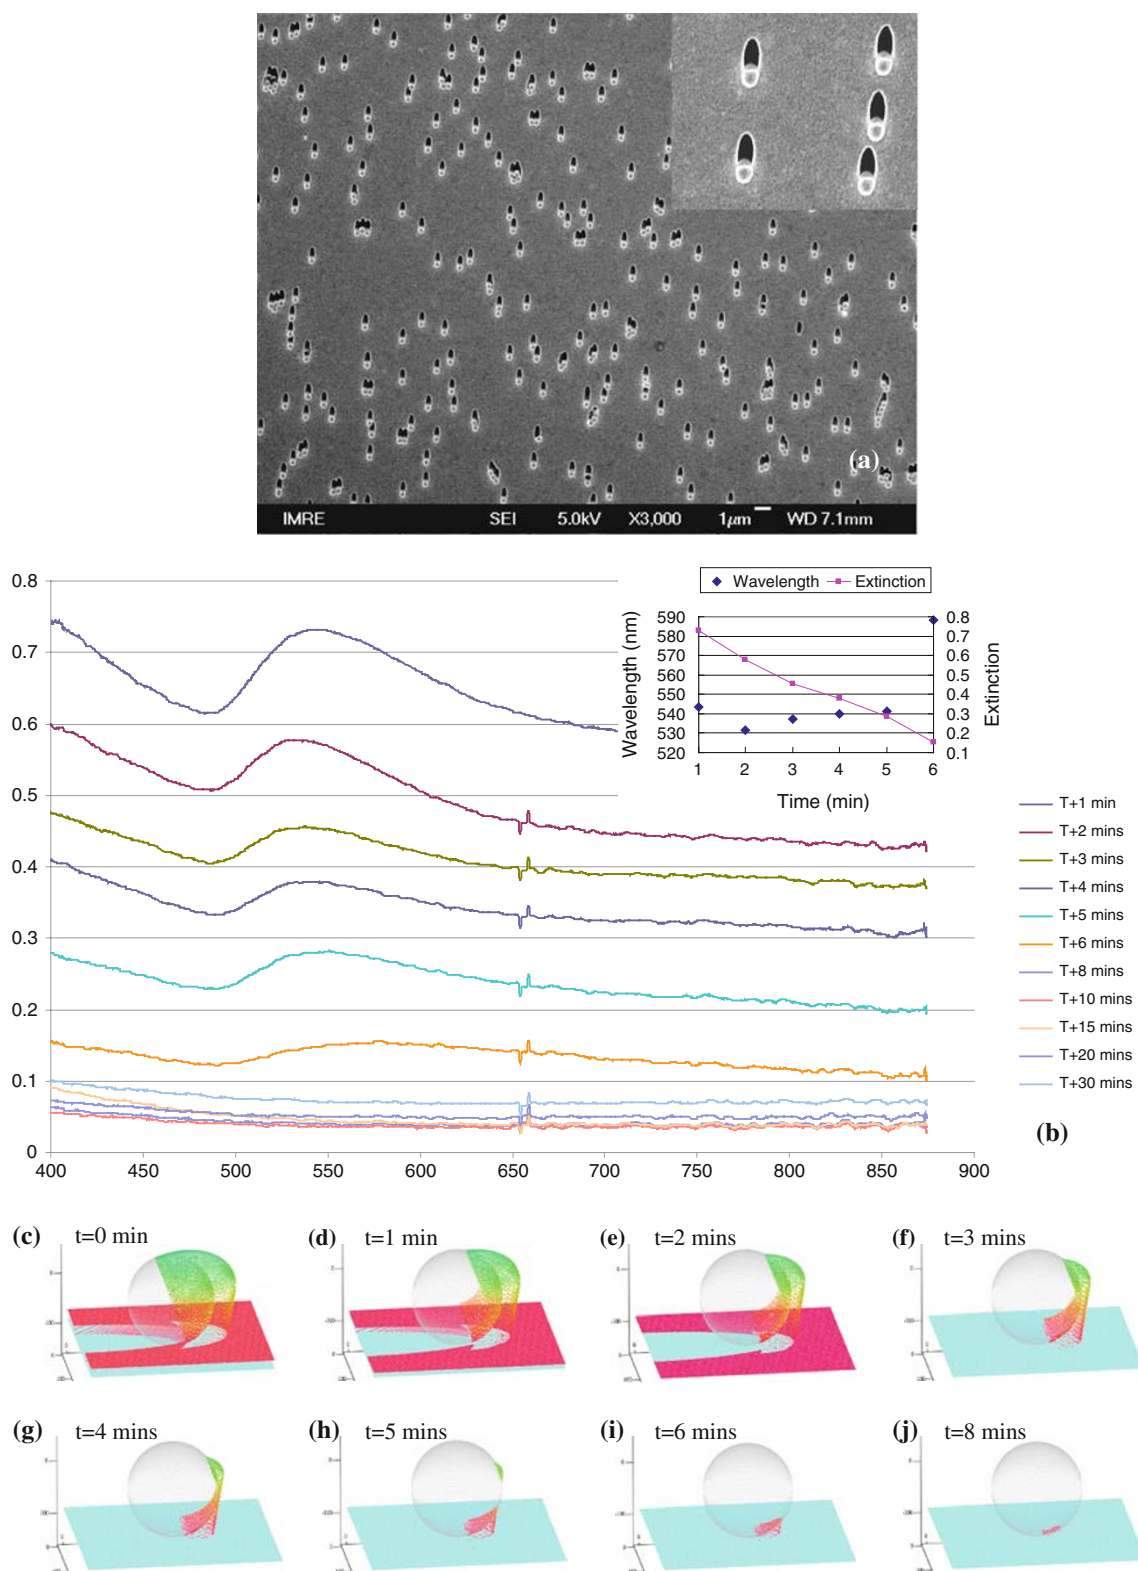 (a)
IMRE SEI 5.0kV X3,000 1µm WD 7.1mm
0.8
0.7
0.6
0.5
0.4
0.3
0.2
0.1
0
400 450 500 550 600 650 700 750 800 850 900
Wavelength Extinction
Wavelength (nm)
590
580
570
560
550
540
530
520
0.8
0.7
0.6
0.5
0.4
0.3
0.2
0.1
Extinction
1 2 3 4 5 6
Time (min)
T+1 min
T+2 mins
T+3 mins
T+4 mins
T+5 mins
T+6 mins
T+8 mins
T+10 mins
T+15 mins
T+20 mins
T+30 mins
(b)
(c) t=0 min
(d) t=1 min
(e) t=2 mins
(f) t=3 mins
(g) t=4 mins
(h) t=5 mins
(i) t=6 mins
(j) t=8 mins